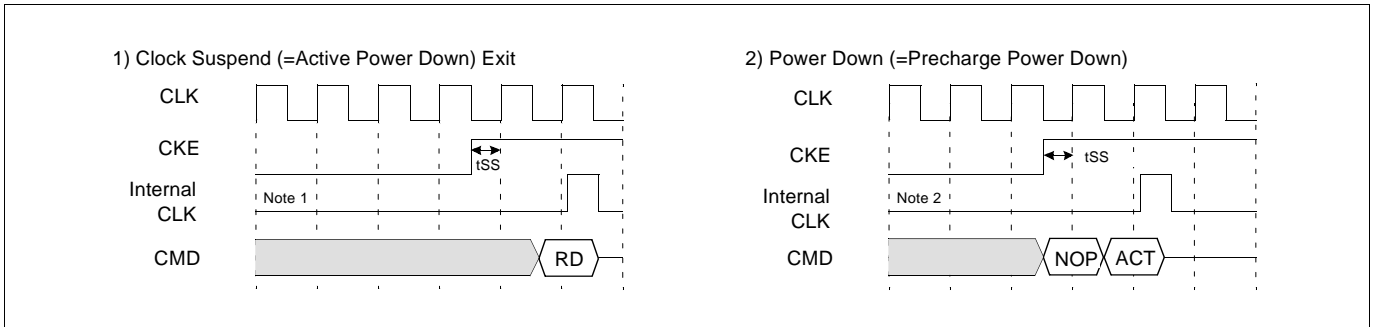 1) Clock Suspend (=Active Power Down) Exit
CLK
CKE
tSS
Internal
CLK
Note 1
CMD
RD
2) Power Down (=Precharge Power Down)
CLK
CKE
tSS
Internal
CLK
Note 2
CMD
NOP
ACT